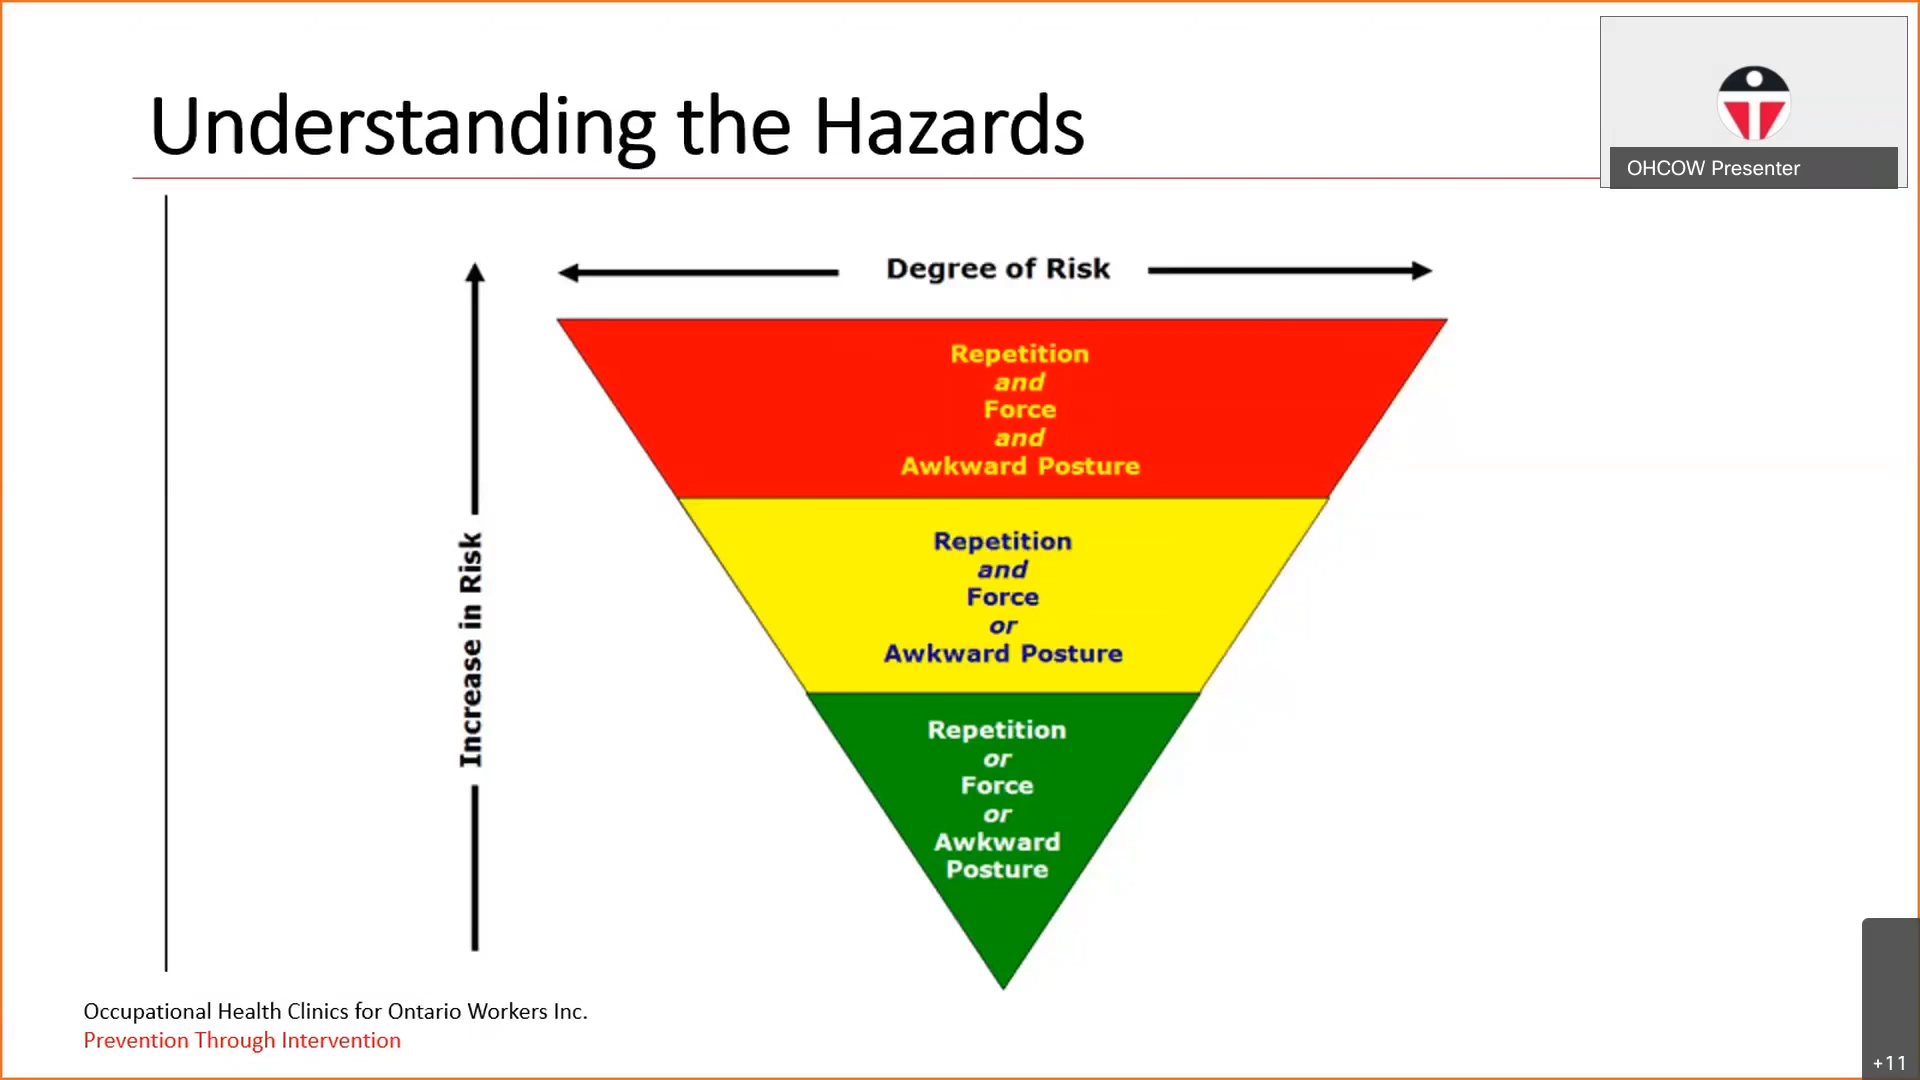 Understanding the Hazards
OHCOW Presenter
Degree of Risk
Increase in Risk
Repetition
and
Force
and
Awkward Posture
Repetition
and
Force
or
Awkward Posture
Repetition
or
Force
or
Awkward
Posture
Occupational Health Clinics for Ontario Workers Inc.
Prevention Through Intervention
+11